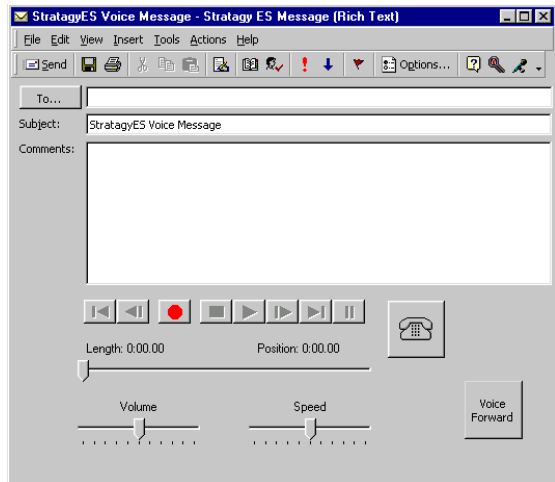 StratagyES Voice Message - Stratagy ES Message (Rich Text)
File Edit View Insert Tools Actions Help
Send Options...
To...
Subject: StratagyES Voice Message
Comments:
Length: 0:00.00 Position: 0:00.00
Volume Speed
Voice
Forward